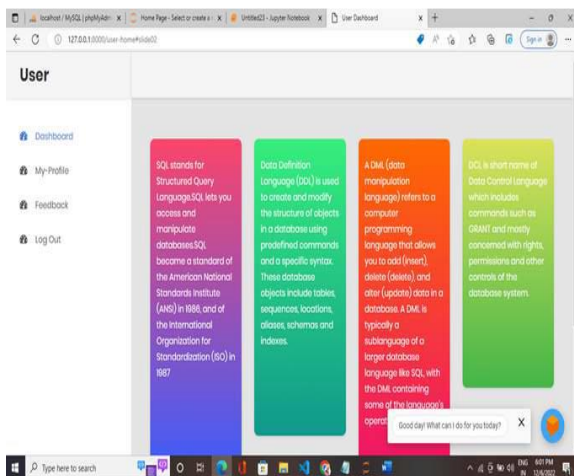 localhost / MySQL | phpMyAdm
Home Page - Select or create a
Untitled23 - Jupyter Notebook
User Dashboard
127.0.0.1:8000/user-home#slide02
Sign in
User
Dashboard
My-Profile
Feedback
Log Out
SQL stands for
Structured Query
Language.SQL lets you
access and
manipulate
databases.SQL
became a standard of
the American National
Standards Institute
(ANSI) in 1986, and of
the International
Organization for
Standardization (ISO) in
1987
Data Definition
Language (DDL) is used
to create and modify
the structure of objects
in a database using
predefined commands
and a specific syntax.
These database
objects include tables,
sequences, locations,
aliases, schemas and
indexes.
A DML (data
manipulation
language) refers to a
computer
programming
language that allows
you to add (insert),
delete (delete), and
alter (update) data in a
database. A DML is
typically a
sublanguage of a
larger database
language like SQL, with
the DML containing
some of the language's
operat
DCL is short name of
Data Control Language
which includes
commands such as
GRANT and mostly
concerned with rights,
permissions and other
controls of the
database system.
Good day! What can I do for you today?
X
Type here to search
ENG
IN
6:01 PM
12/6/2022